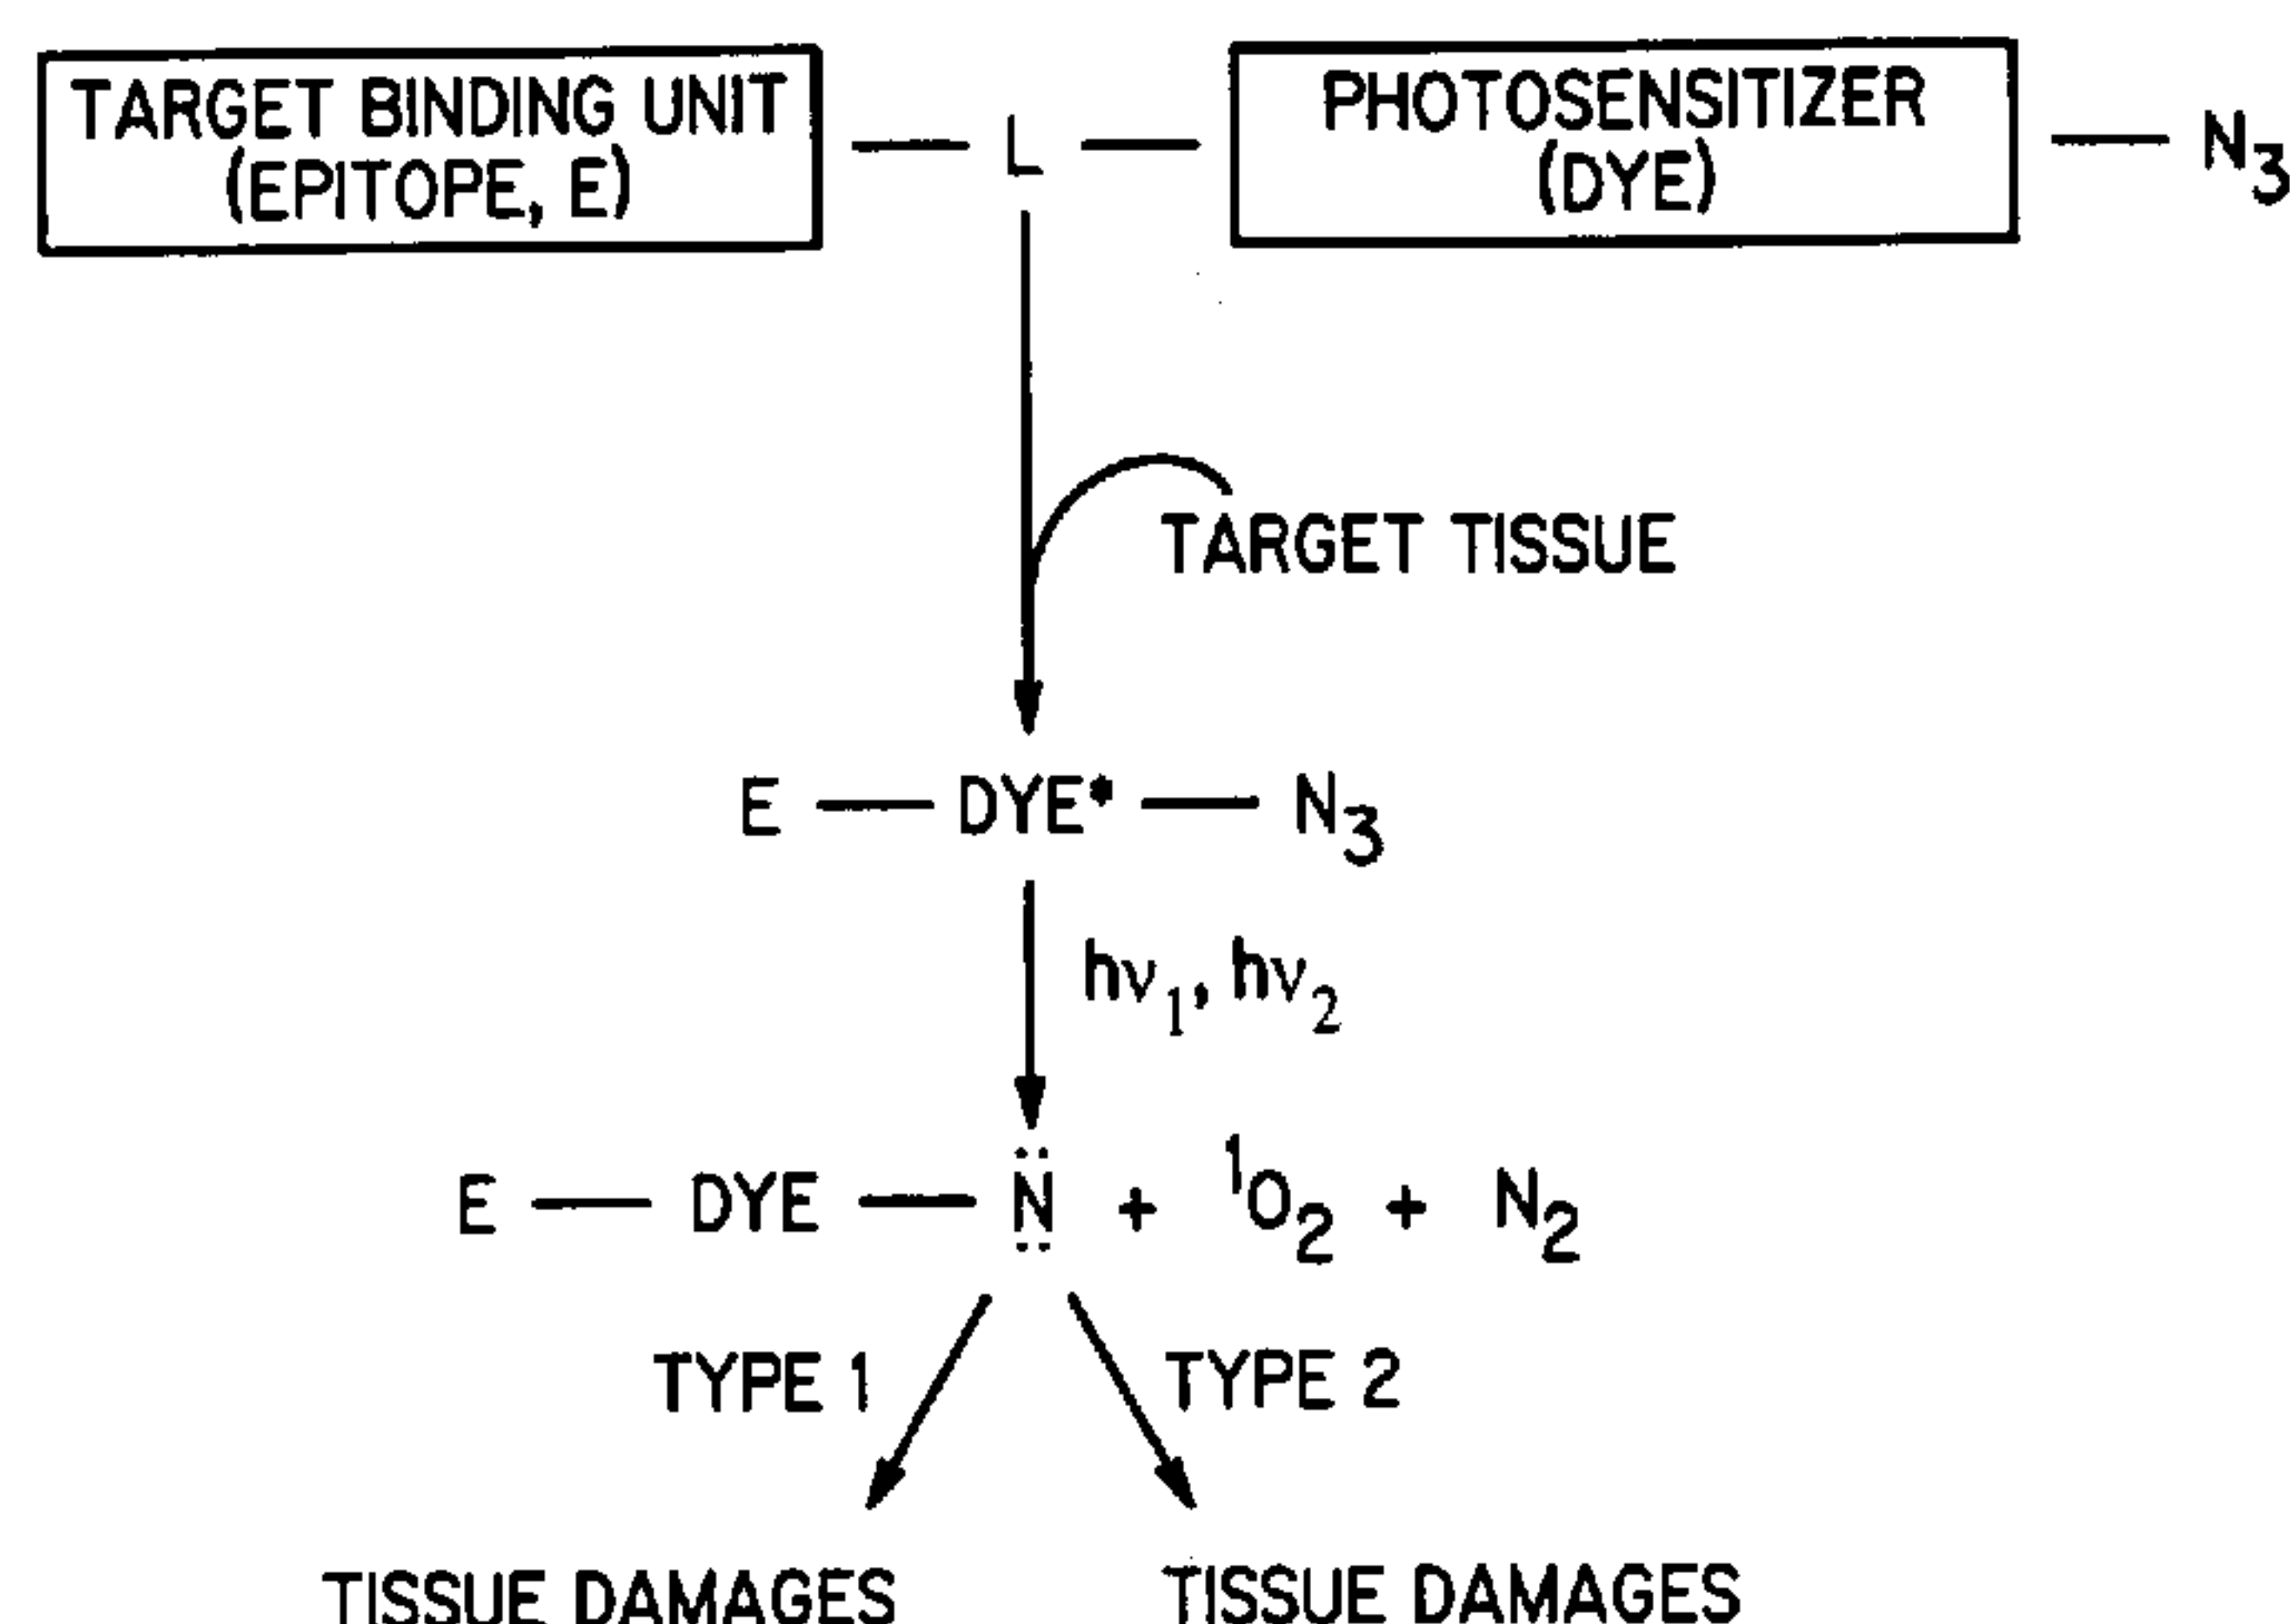 TARGET BINDING UNIT
(EPITOPE, E)
— L —
PHOTOSENSITIZER
(DYE)
— N₃
TARGET TISSUE
E — DYE* — N₃
hν₁, hν₂
E — DYE — N̤̈ + ¹O₂ + N₂
TYPE 1
TYPE 2
TISSUE DAMAGES
TISSUE DAMAGES